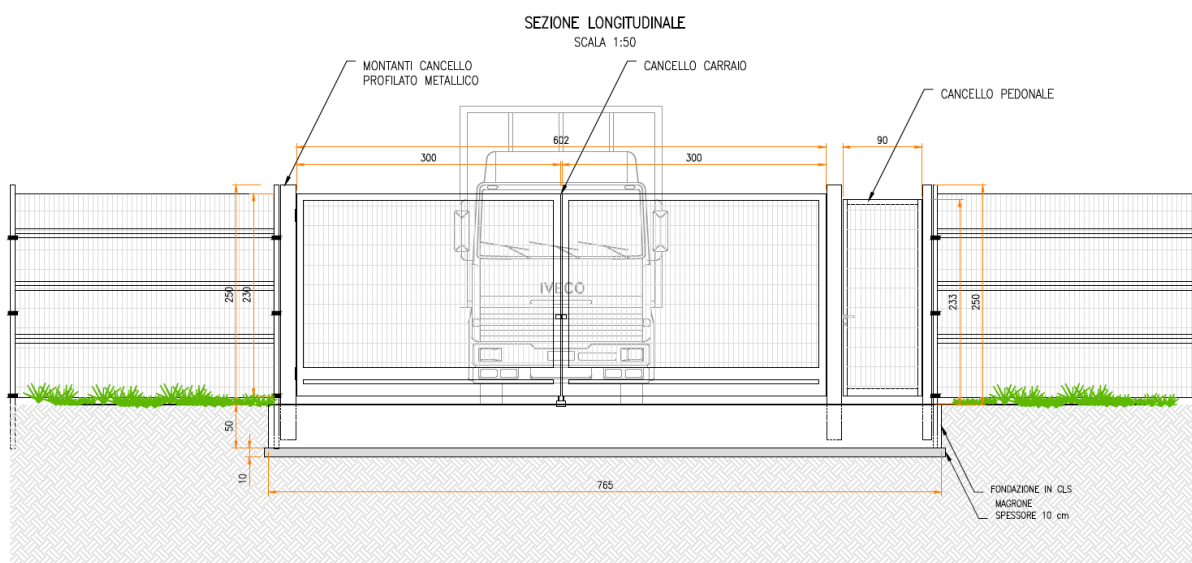 SEZIONE LONGITUDINALE
SCALA 1:50
MONTANTI CANCELLO
PROFILATO METALLICO
CANCELLO CARRAIO
CANCELLO PEDONALE
602
90
300
300
250
230
IVECO
233
250
50
10
765
FONDAZIONE IN CLS
MAGRONE
SPESSORE 10 cm